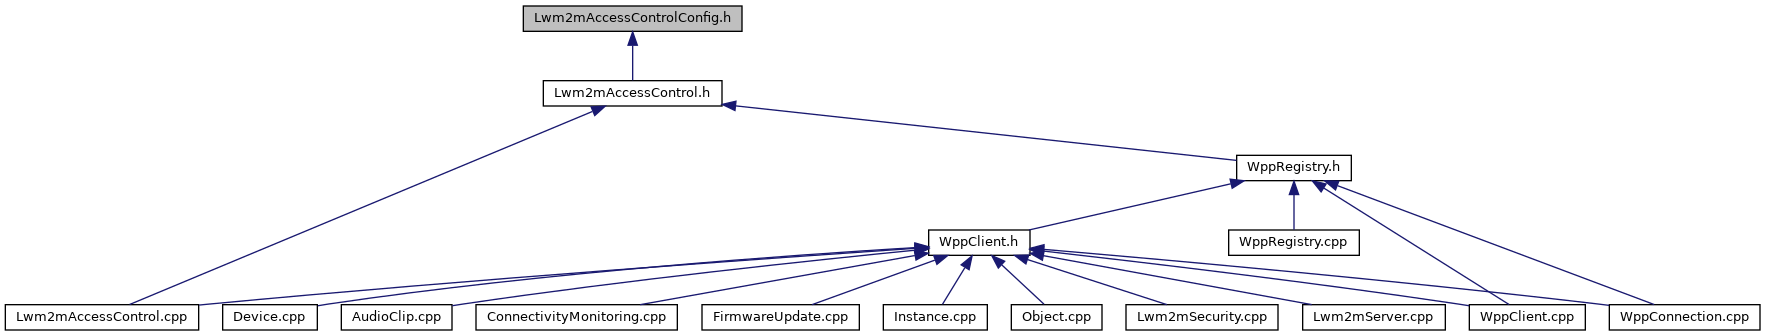 Lwm2mAccessControlConfig.h
Lwm2mAccessControl.h
WppRegistry.h
WppClient.h
WppRegistry.cpp
Lwm2mAccessControl.cpp
Device.cpp
AudioClip.cpp
ConnectivityMonitoring.cpp
FirmwareUpdate.cpp
Instance.cpp
Object.cpp
Lwm2mSecurity.cpp
Lwm2mServer.cpp
WppClient.cpp
WppConnection.cpp